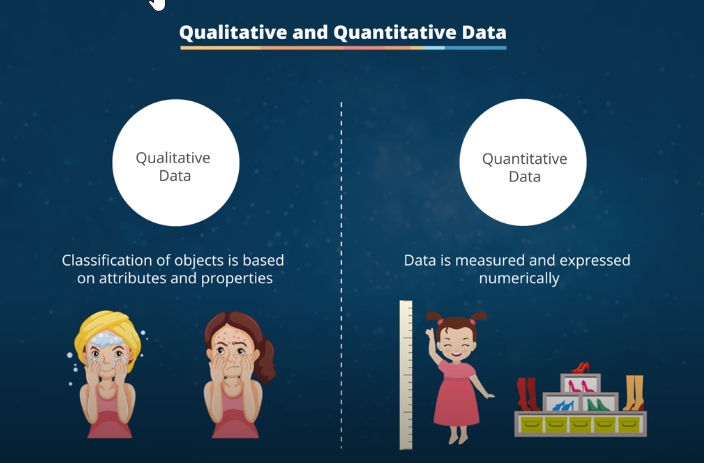 Qualitative and Quantitative Data
Qualitative
Data
Classification of objects is based
on attributes and properties
Quantitative
Data
Data is measured and expressed
numerically